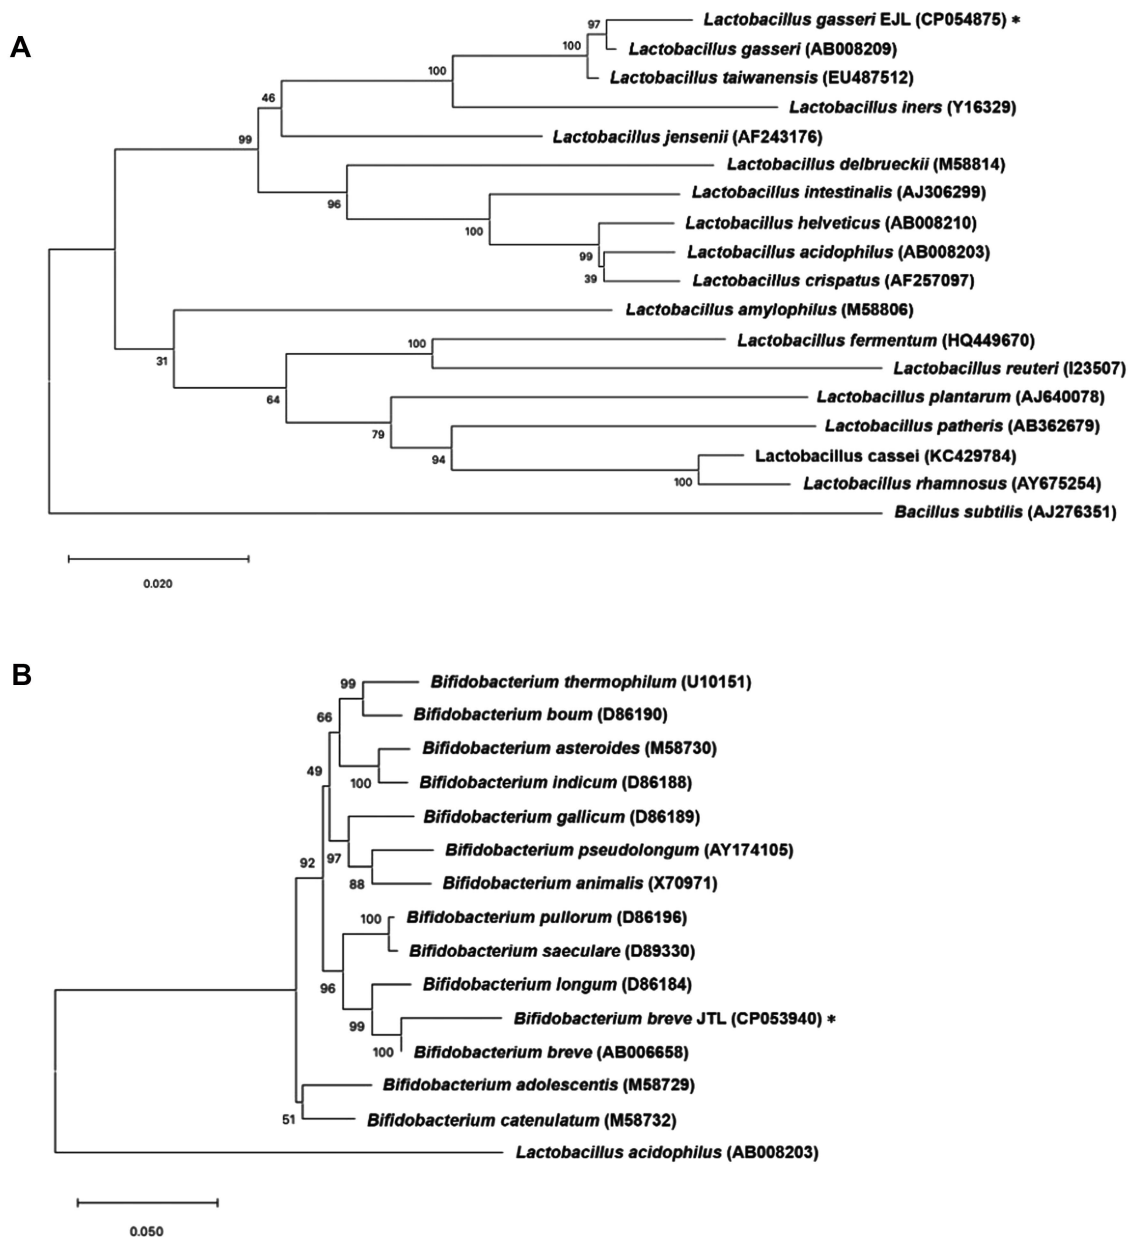 A
97
Lactobacillus gasseri EJL (CP054875) *
100
Lactobacillus gasseri (AB008209)
100
Lactobacillus taiwanensis (EU487512)
46
Lactobacillus iners (Y16329)
99
Lactobacillus jensenii (AF243176)
Lactobacillus delbrueckii (M58814)
96
Lactobacillus intestinalis (AJ306299)
100
Lactobacillus helveticus (AB008210)
99
Lactobacillus acidophilus (AB008203)
39
Lactobacillus crispatus (AF257097)
Lactobacillus amylophilus (M58806)
31
100
Lactobacillus fermentum (HQ449670)
Lactobacillus reuteri (I23507)
64
Lactobacillus plantarum (AJ640078)
79
Lactobacillus patheris (AB362679)
94
Lactobacillus cassei (KC429784)
100
Lactobacillus rhamnosus (AY675254)
Bacillus subtilis (AJ276351)
0.020
B
99
Bifidobacterium thermophilum (U10151)
66
Bifidobacterium boum (D86190)
Bifidobacterium asteroides (M58730)
49
100
Bifidobacterium indicum (D86188)
Bifidobacterium gallicum (D86189)
92
97
Bifidobacterium pseudolongum (AY174105)
88
Bifidobacterium animalis (X70971)
100
Bifidobacterium pullorum (D86196)
Bifidobacterium saeculare (D89330)
96
Bifidobacterium longum (D86184)
99
Bifidobacterium breve JTL (CP053940) *
100
Bifidobacterium breve (AB006658)
Bifidobacterium adolescentis (M58729)
51
Bifidobacterium catenulatum (M58732)
Lactobacillus acidophilus (AB008203)
0.050